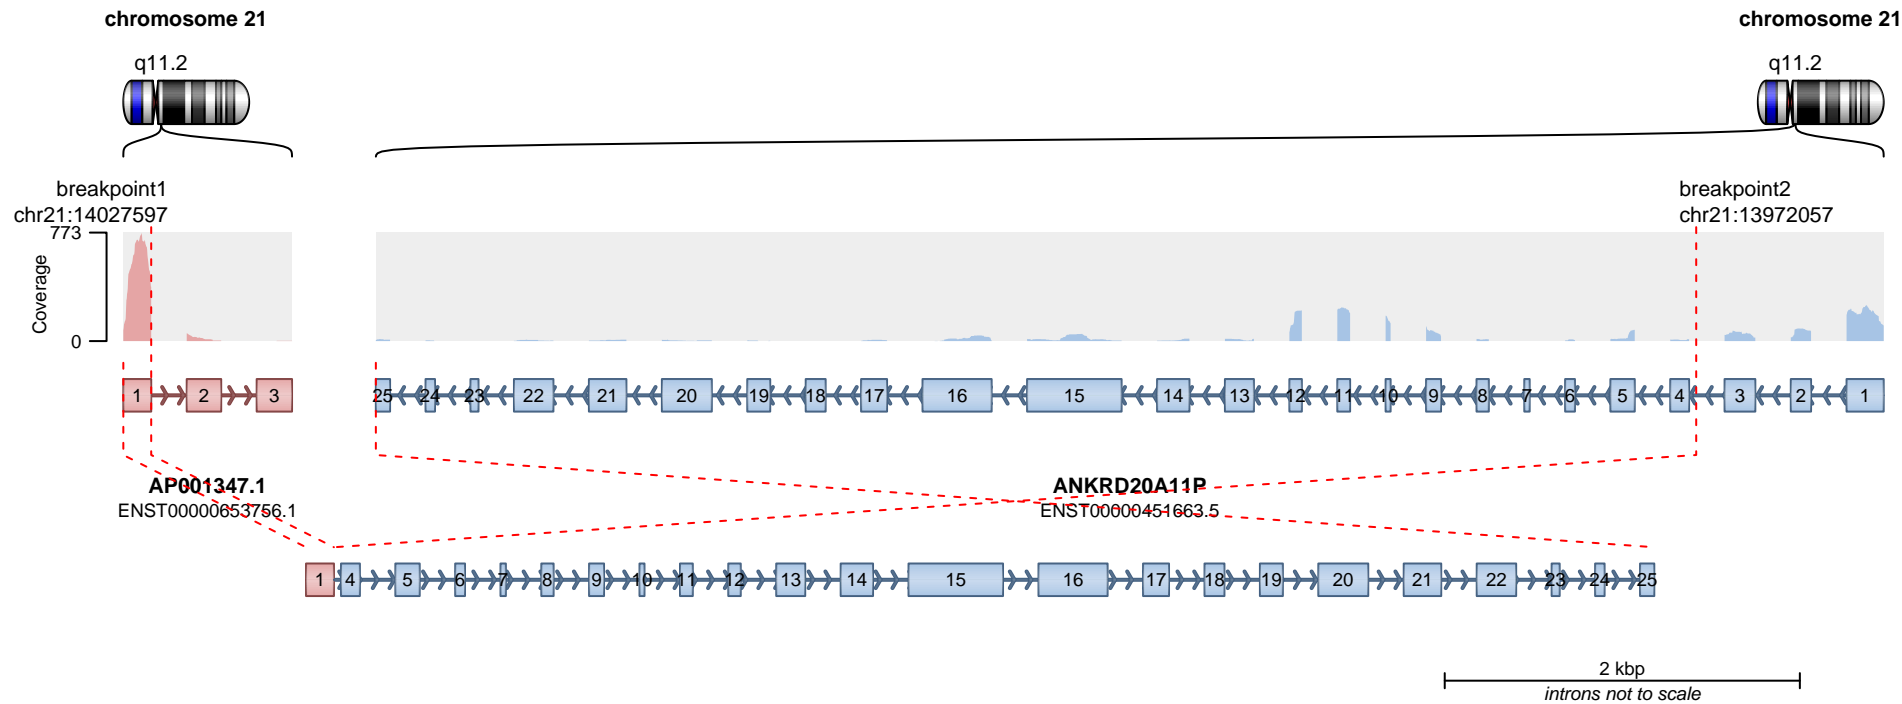 chromosome 21
chromosome 21
q11.2
q11.2
breakpoint1
chr21:14027597
breakpoint2
chr21:13972057
773
Coverage
0
1 2 3
25 24 23 22 21 20 19 18 17 16 15 14 13 12 11 10 9 8 7 6 5 4 3 2 1
AP001347.1
ENST00000653756.1
ANKRD20A11P
ENST00000451663.5
1 4 5 6 7 8 9 10 11 12 13 14 15 16 17 18 19 20 21 22 23 24 25
2 kbp
introns not to scale